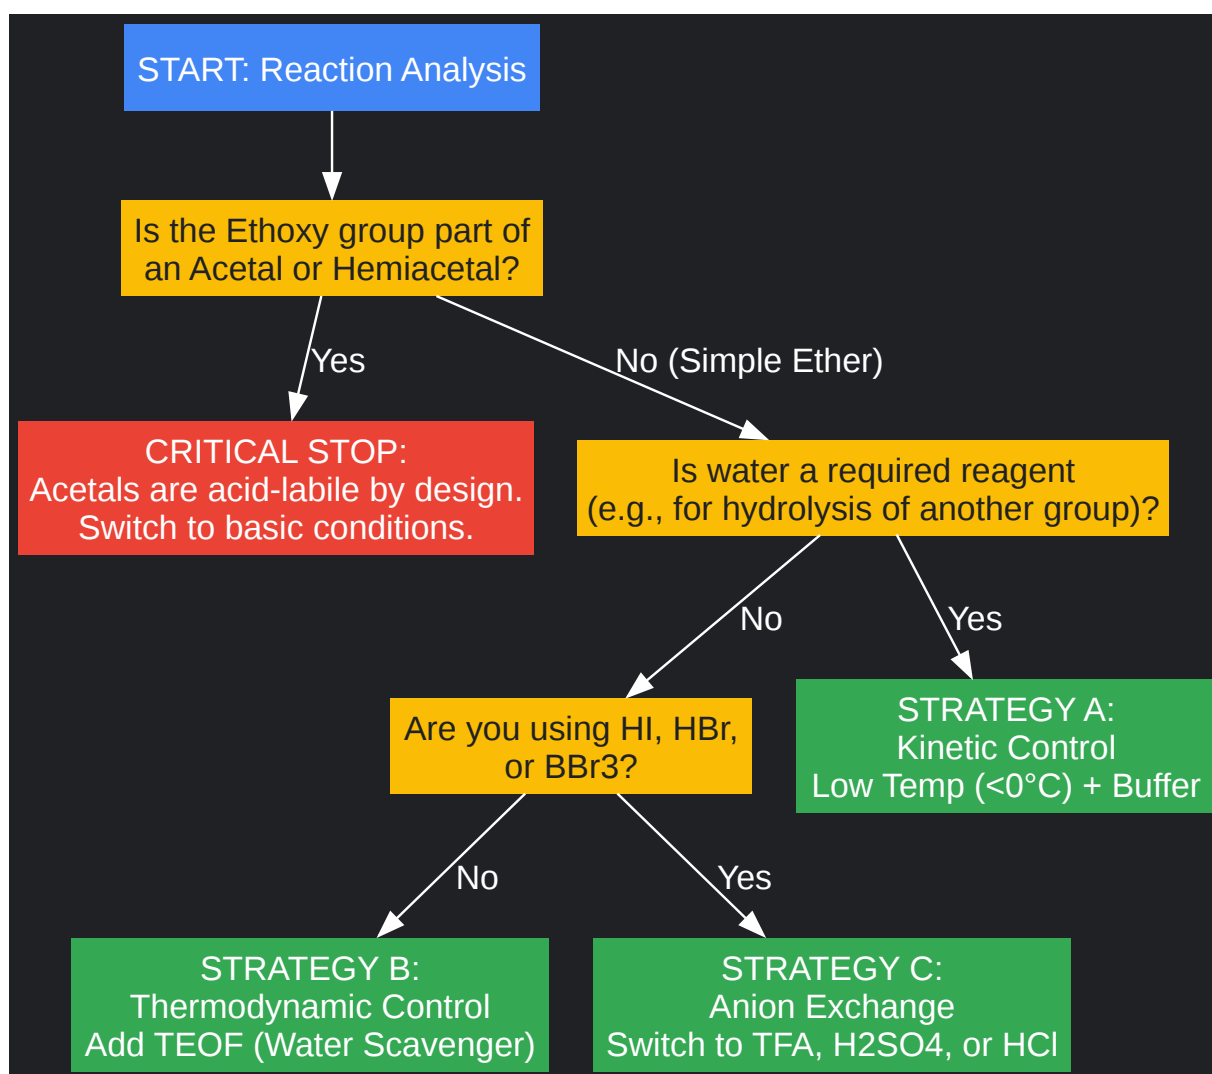 START: Reaction Analysis
Is the Ethoxy group part of
an Acetal or Hemiacetal?
Yes
No (Simple Ether)
CRITICAL STOP:
Acetals are acid-labile by design.
Switch to basic conditions.
Is water a required reagent
(e.g., for hydrolysis of another group)?
No
Yes
Are you using HI, HBr,
or BBr3?
STRATEGY A:
Kinetic Control
Low Temp (<0°C) + Buffer
No
Yes
STRATEGY B:
Thermodynamic Control
Add TEOF (Water Scavenger)
STRATEGY C:
Anion Exchange
Switch to TFA, H2SO4, or HCl